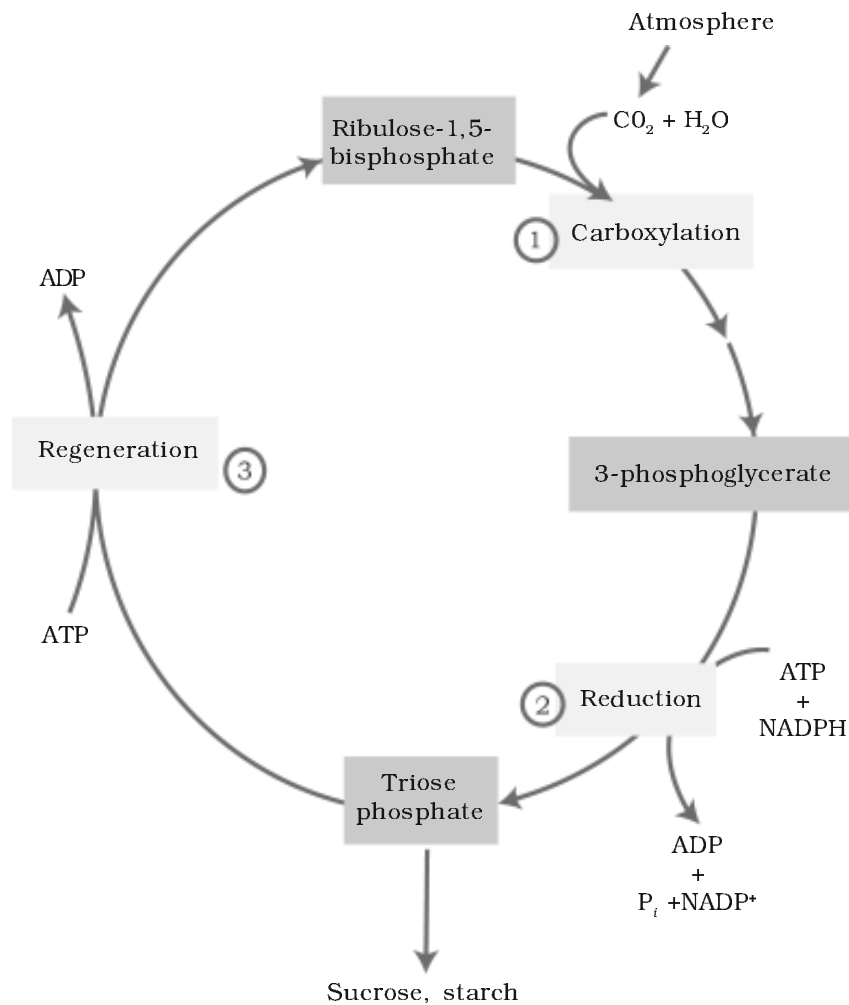 Atmosphere
CO₂ + H₂O
Ribulose-1,5-
bisphosphate
1
Carboxylation
ADP
Regeneration
3
3-phosphoglycerate
ATP
2
Reduction
ATP
+
NADPH
Triose
phosphate
ADP
+
Pᵢ +NADP⁺
Sucrose, starch